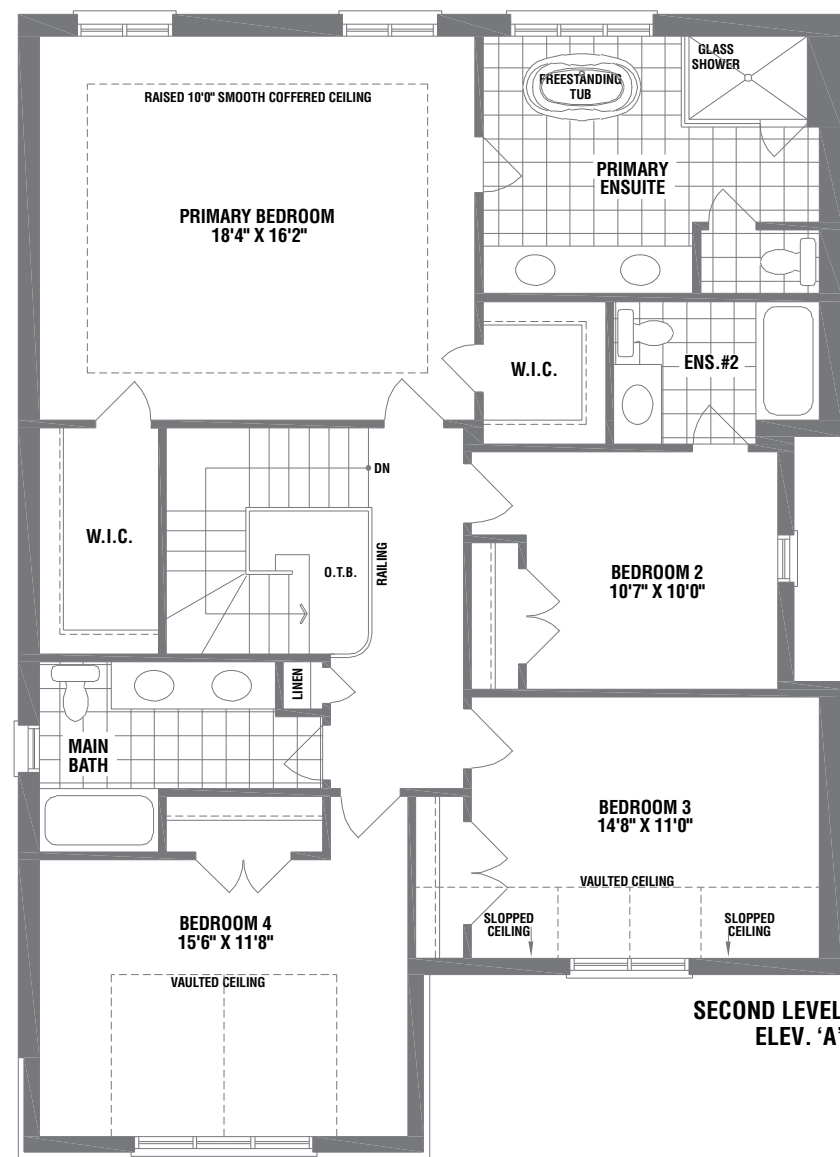 GLASS
SHOWER
FREESTANDING
TUB
RAISED 10'0" SMOOTH COFFERED CEILING
PRIMARY
ENSUITE
PRIMARY BEDROOM
18'4" X 16'2"
W.I.C.
ENS.#2
DN
W.I.C.
O.T.B.
RAILING
BEDROOM 2
10'7" X 10'0"
LINEN
MAIN
BATH
BEDROOM 3
14'8" X 11'0"
VAULTED CEILING
SLOPPED
CEILING
SLOPPED
CEILING
BEDROOM 4
15'6" X 11'8"
VAULTED CEILING
SECOND LEVEL
ELEV. ‘A’